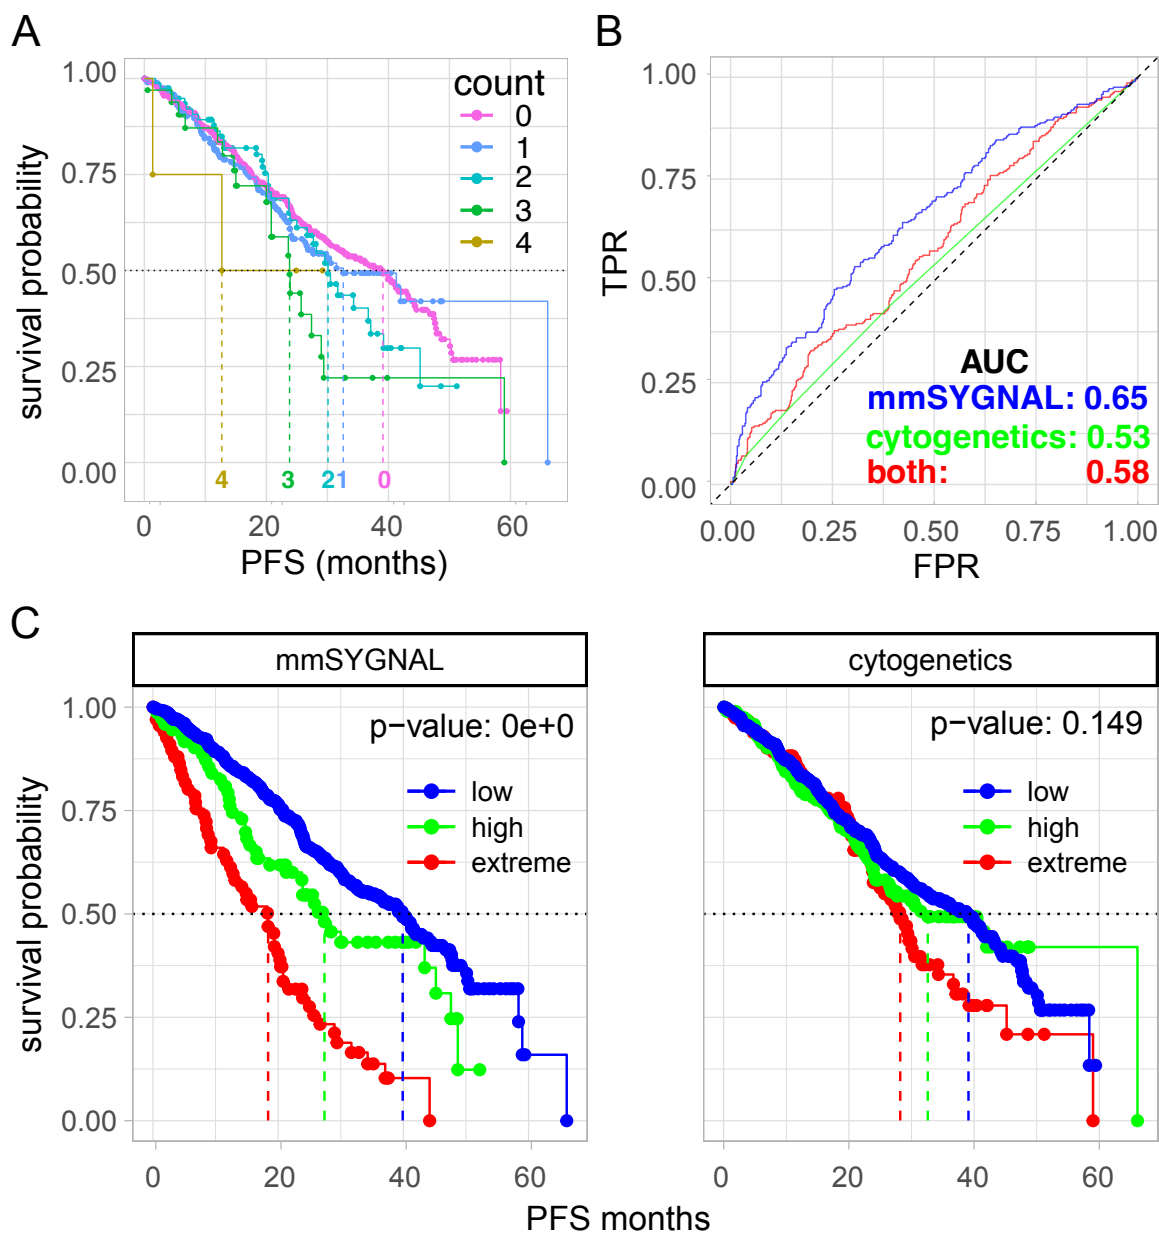 A
survival probability
1.00
0.75
0.50
0.25
0.00
count
0
1
2
3
4
4 3 2 1 0
0 20 40 60
PFS (months)
B
TPR
1.00
0.75
0.50
0.25
0.00
AUC
mmSYGNAL: 0.65
cytogenetics: 0.53
both: 0.58
0.00 0.25 0.50 0.75 1.00
FPR
C
mmSYGNAL
survival probability
1.00
0.75
0.50
0.25
0.00
p−value: 0e+0
low
high
extreme
0 20 40 60
cytogenetics
p−value: 0.149
low
high
extreme
0 20 40 60
PFS months